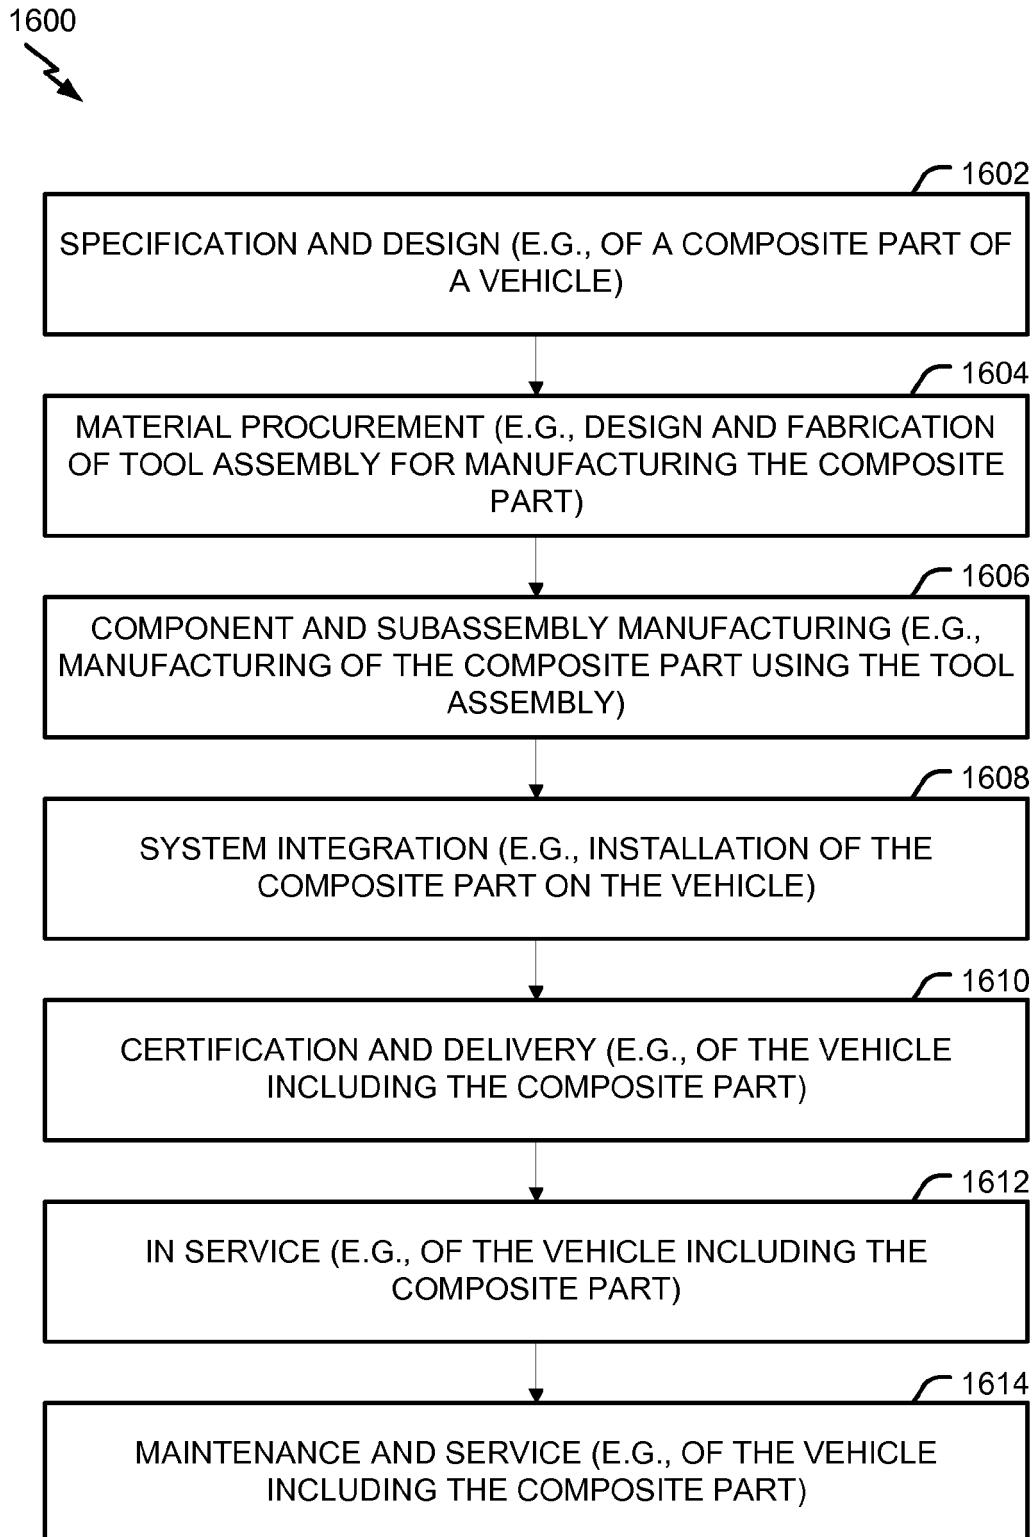 1600
1602
SPECIFICATION AND DESIGN (E.G., OF A COMPOSITE PART OF
A VEHICLE)
1604
MATERIAL PROCUREMENT (E.G., DESIGN AND FABRICATION
OF TOOL ASSEMBLY FOR MANUFACTURING THE COMPOSITE
PART)
1606
COMPONENT AND SUBASSEMBLY MANUFACTURING (E.G.,
MANUFACTURING OF THE COMPOSITE PART USING THE TOOL
ASSEMBLY)
1608
SYSTEM INTEGRATION (E.G., INSTALLATION OF THE
COMPOSITE PART ON THE VEHICLE)
1610
CERTIFICATION AND DELIVERY (E.G., OF THE VEHICLE
INCLUDING THE COMPOSITE PART)
1612
IN SERVICE (E.G., OF THE VEHICLE INCLUDING THE
COMPOSITE PART)
1614
MAINTENANCE AND SERVICE (E.G., OF THE VEHICLE
INCLUDING THE COMPOSITE PART)